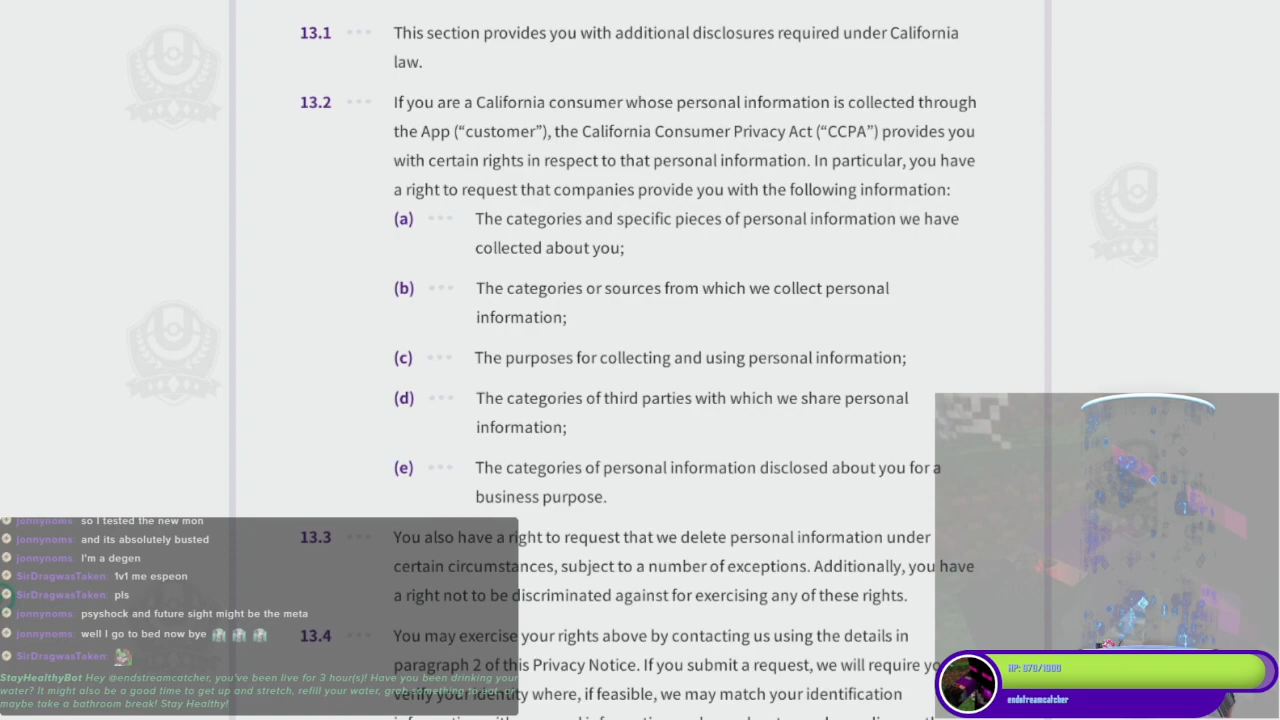 13.1 This section provides you with additional disclosures required under California
law.
13.2 If you are a California consumer whose personal information is collected through
the App (“customer”), the California Consumer Privacy Act (“CCPA”) provides you
with certain rights in respect to that personal information. In particular, you have
a right to request that companies provide you with the following information:
(a) The categories and specific pieces of personal information we have
collected about you;
(b) The categories or sources from which we collect personal
information;
(c) The purposes for collecting and using personal information;
(d) The categories of third parties with which we share personal
information;
(e) The categories of personal information disclosed about you for a
business purpose.
13.3 You also have a right to request that we delete personal information under
certain circumstances, subject to a number of exceptions. Additionally, you have
a right not to be discriminated against for exercising any of these rights.
13.4 You may exercise your rights above by contacting us using the details in
paragraph 2 of this Privacy Notice. If you submit a request, we will require
verify your identity where, if feasible, we may match your identification
jonnynoms: so I tested the new mon
jonnynoms: and its absolutely busted
jonnynoms: I'm a degen
SirDragwasTaken: 1v1 me espeon
SirDragwasTaken: pls
jonnynoms: psyshock and future sight might be the meta
jonnynoms: well I go to bed now bye
SirDragwasTaken:
StayHealthyBot Hey @endstreamcatcher, you've been live for 3 hour(s)! Have you been drinking your
water? It might also be a good time to get up and stretch, refill your water, grab something to eat, or
maybe take a bathroom break! Stay Healthy!
HP: 970/1000
endstreamcatcher